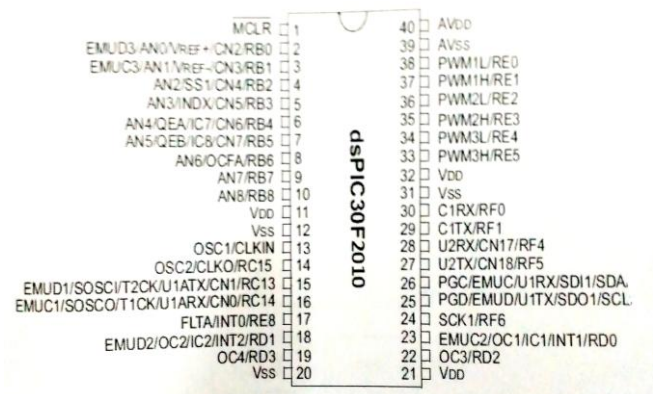 MCLR 1
EMUD3/AN0/VREF+/CN2/RB0 2
EMUC3/AN1/VREF-/CN3/RB1 3
AN2/SS1/CN4/RB2 4
AN3/INDX/CN5/RB3 5
AN4/QEA/IC7/CN6/RB4 6
AN5/QEB/IC8/CN7/RB5 7
AN6/OCFA/RB6 8
AN7/RB7 9
AN8/RB8 10
VDD 11
VSS 12
OSC1/CLKIN 13
OSC2/CLKO/RC15 14
EMUD1/SOSCI/T2CK/U1ATX/CN1/RC13 15
EMUC1/SOSCO/T1CK/U1ARX/CN0/RC14 16
FLTA/INT0/RE8 17
EMUD2/OC2/IC2/INT2/RD1 18
OC4/RD3 19
VSS 20
dsPIC30F2010
40 AVDD
39 AVSS
38 PWM1L/RE0
37 PWM1H/RE1
36 PWM2L/RE2
35 PWM2H/RE3
34 PWM3L/RE4
33 PWM3H/RE5
32 VDD
31 VSS
30 C1RX/RF0
29 C1TX/RF1
28 U2RX/CN17/RF4
27 U2TX/CN18/RF5
26 PGC/EMUC/U1RX/SDI1/SDA
25 PGD/EMUD/U1TX/SDO1/SCL
24 SCK1/RF6
23 EMUC2/OC1/IC1/INT1/RD0
22 OC3/RD2
21 VDD